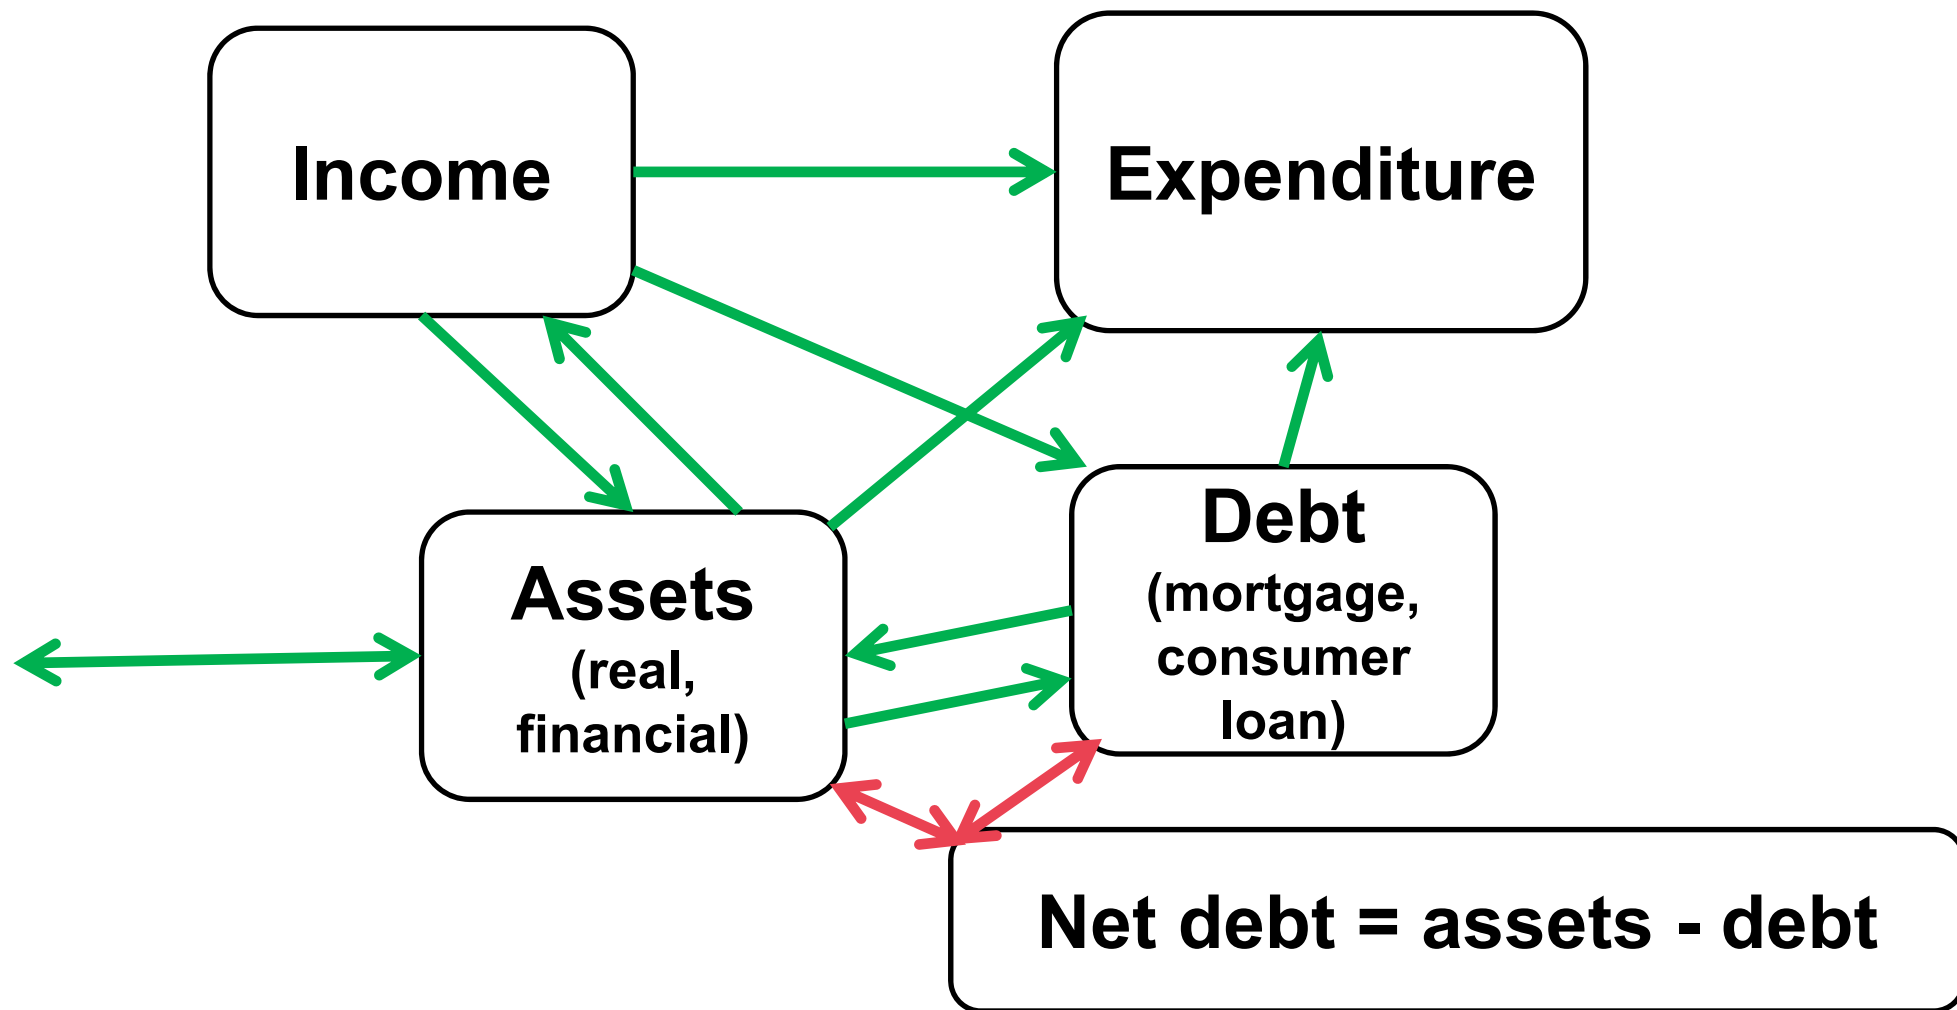 Income
Expenditure
Assets
(real,
financial)
Debt
(mortgage,
consumer
loan)
Net debt = assets - debt